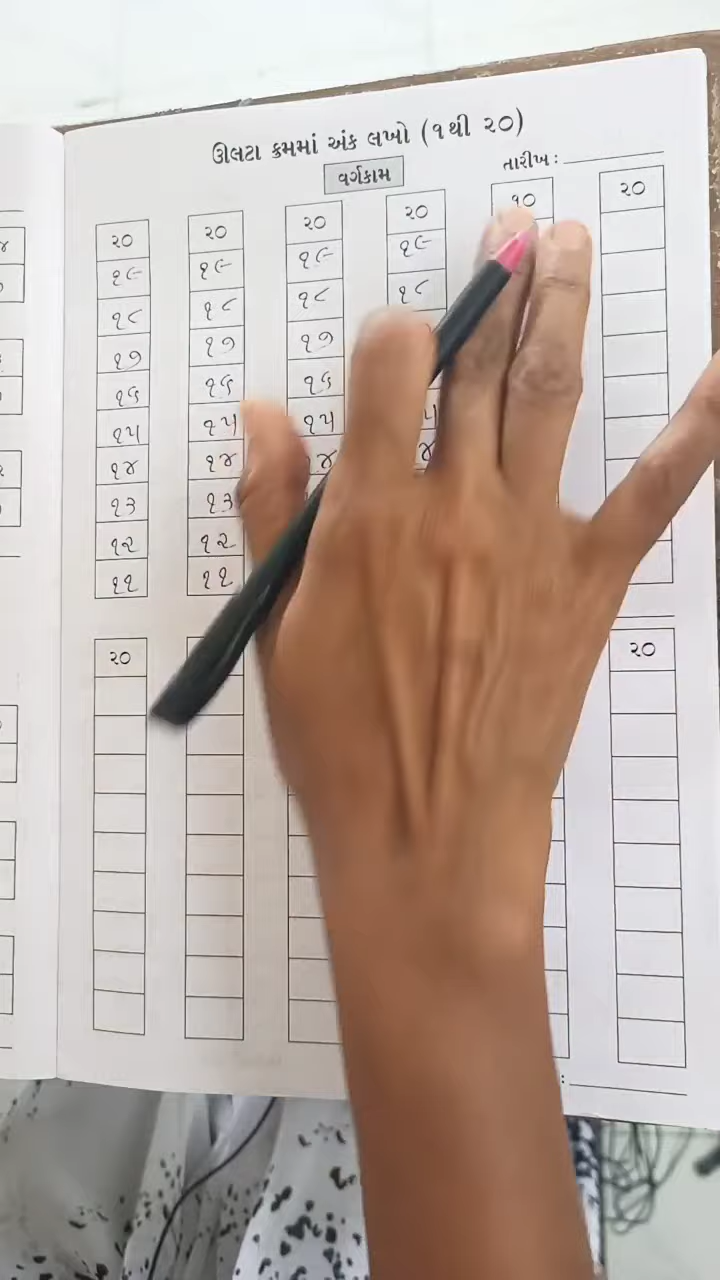 ઊલટા ક્રમમાં અંક લખો (૧થી ૨૦)
વર્ગકામ
તારીખ :
૨૦ ૨૦ ૨૦ ૨૦ ૧૦ ૨૦
૧૯ ૧૯ ૧૯ ૧૯
૧૮ ૧૮ ૧૮ ૧૮
૧૭ ૧૭ ૧૭
૧૬ ૧૬ ૧૬
૧૫ ૧૫ ૧૫
૧૪ ૧૪
૧૩ ૧૩
૧૨ ૧૨
૧૧ ૧૧
૨૦ ૨૦